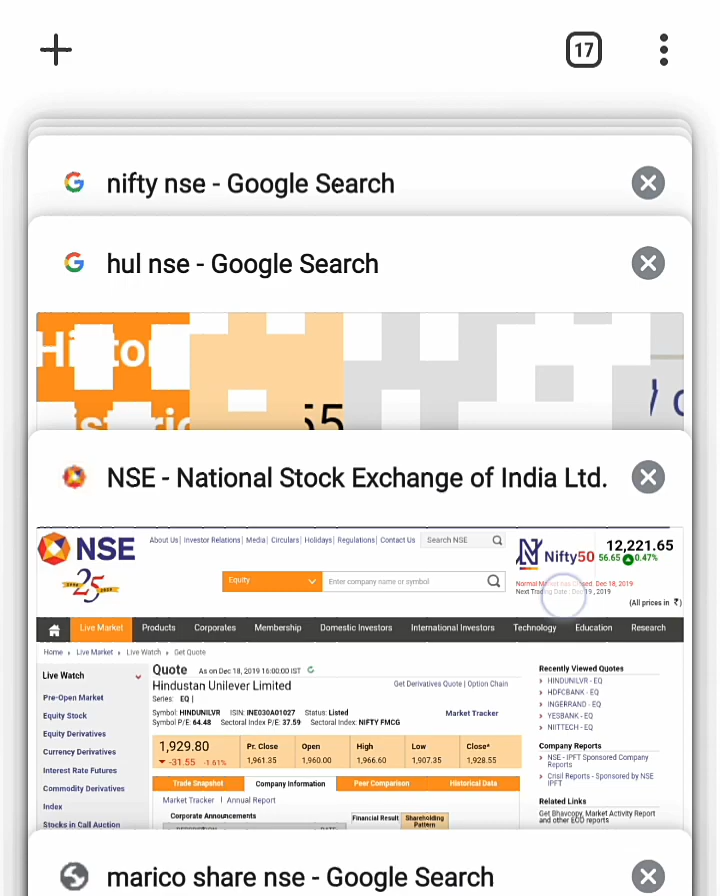 17
nifty nse - Google Search
hul nse - Google Search
55
NSE - National Stock Exchange of India Ltd.
NSE
25
About Us| Investor Relations | Media| Circulars| Holidays| Regulations| Contact Us
Search NSE
Nifty50
12,221.65
56.65 0.47%
Equity
Enter company name or symbol
Normal Market has Closed Dec 18, 2019
Next Trading Date : Dec 19 , 2019
(All prices in ₹)
Live Market Products Corporates Membership Domestic Investors International Investors Technology Education Research
Home › Live Market › Live Watch › Get Quote
Live Watch
Pre-Open Market
Equity Stock
Equity Derivatives
Currency Derivatives
Interest Rate Futures
Commodity Derivatives
Index
Stocks in Call Auction
Quote As on Dec 18, 2019 16:00:00 IST
Hindustan Unilever Limited
Get Derivatives Quote | Option Chain
Series: EQ |
Symbol: HINDUNILVR ISIN: INE030A01027 Status: Listed
Market Tracker
Symbol P/E: 64.48 Sectoral Index P/E: 37.59 Sectoral Index: NIFTY FMCG
1,929.80 Pr. Close Open High Low Close*
-31.55 -1.61% 1,961.35 1,960.00 1,966.60 1,907.35 1,928.55
Trade Snapshot Company Information Peer Comparison Historical Data
Market Tracker | Annual Report
Corporate Announcements
Financial Result Shareholding Pattern
Recently Viewed Quotes
HINDUNILVR - EQ
HDFCBANK - EQ
INGERRAND - EQ
YESBANK - EQ
NIITTECH - EQ
Company Reports
NSE - IPFT Sponsored Company
Reports
Crisil Reports - Sponsored by NSE
IPFT
Related Links
Get Bhavcopy, Market Activity Report
and other EOD reports
marico share nse - Google Search